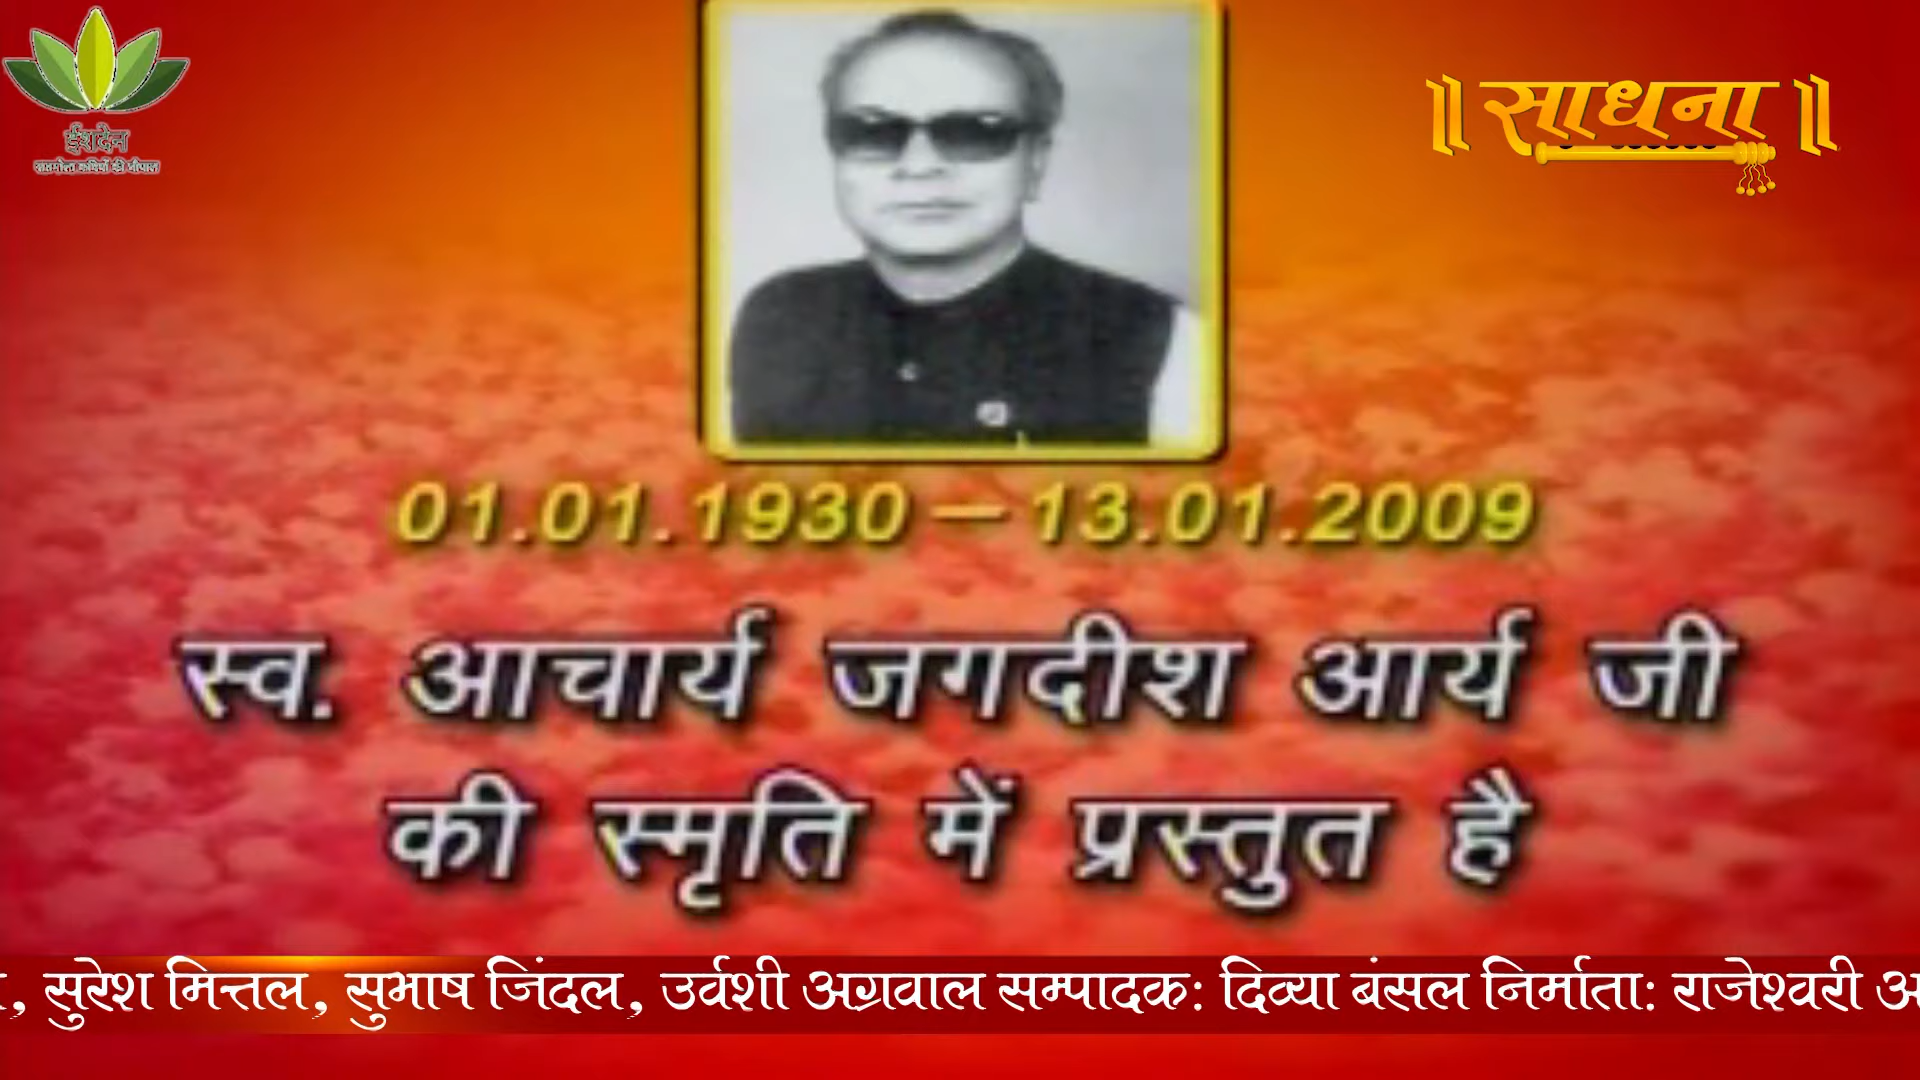 ईशदेन
॥ साधना ॥
01.01.1930 – 13.01.2009
स्व. आचार्य जगदीश आर्य जी
की स्मृति में प्रस्तुत है
, सुरेश मित्तल, सुभाष जिंदल, उर्वशी अग्रवाल सम्पादक: दिव्या बंसल निर्माता: राजेश्वरी अ